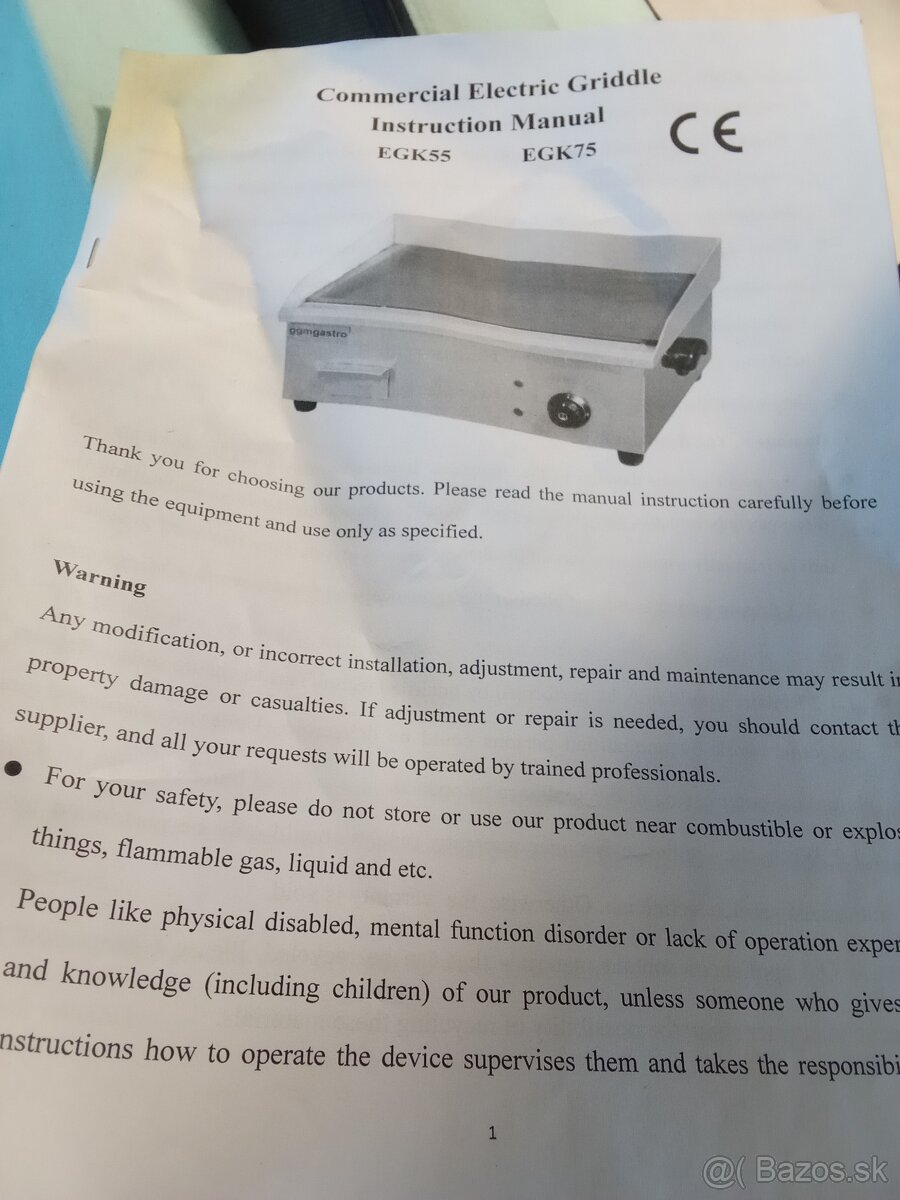 Commercial Electric Griddle
Instruction Manual
EGK55 EGK75
CE
ggmgastro
Thank you for choosing our products. Please read the manual instruction carefully before
using the equipment and use only as specified.
Warning
Any modification, or incorrect installation, adjustment, repair and maintenance may result in
property damage or casualties. If adjustment or repair is needed, you should contact th
supplier, and all your requests will be operated by trained professionals.
● For your safety, please do not store or use our product near combustible or explos
things, flammable gas, liquid and etc.
People like physical disabled, mental function disorder or lack of operation exper
and knowledge (including children) of our product, unless someone who gives
nstructions how to operate the device supervises them and takes the responsibi
1
@( Bazos.sk